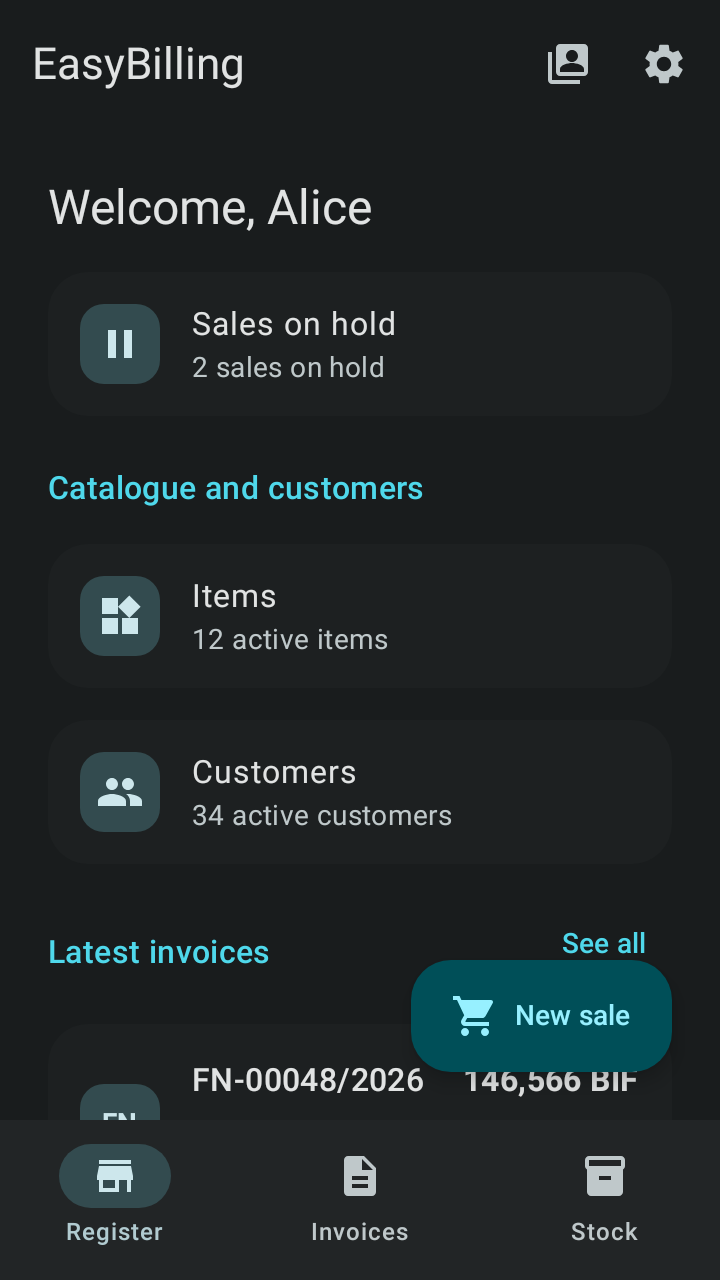 EasyBilling
Welcome, Alice
Sales on hold
2 sales on hold
Catalogue and customers
Items
12 active items
Customers
34 active customers
Latest invoices
See all
New sale
FN-00048/2026
146,566 BIF
FN
Register
Invoices
Stock